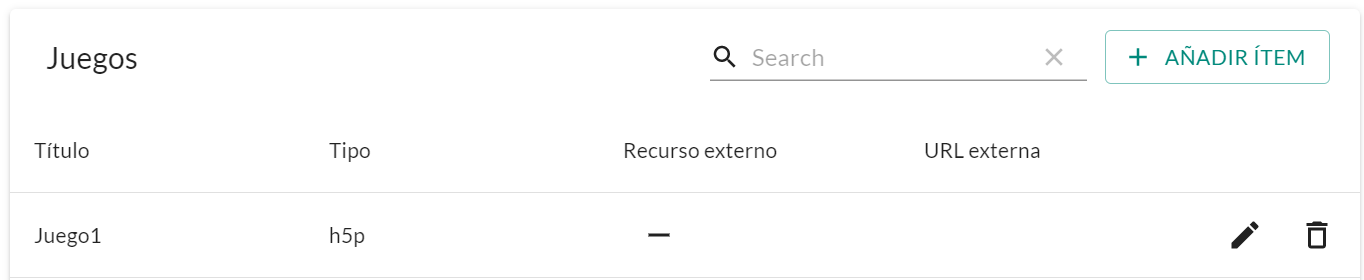 Juegos
Search
AÑADIR ÍTEM
Título Tipo Recurso externo URL externa
Juego1 h5p —